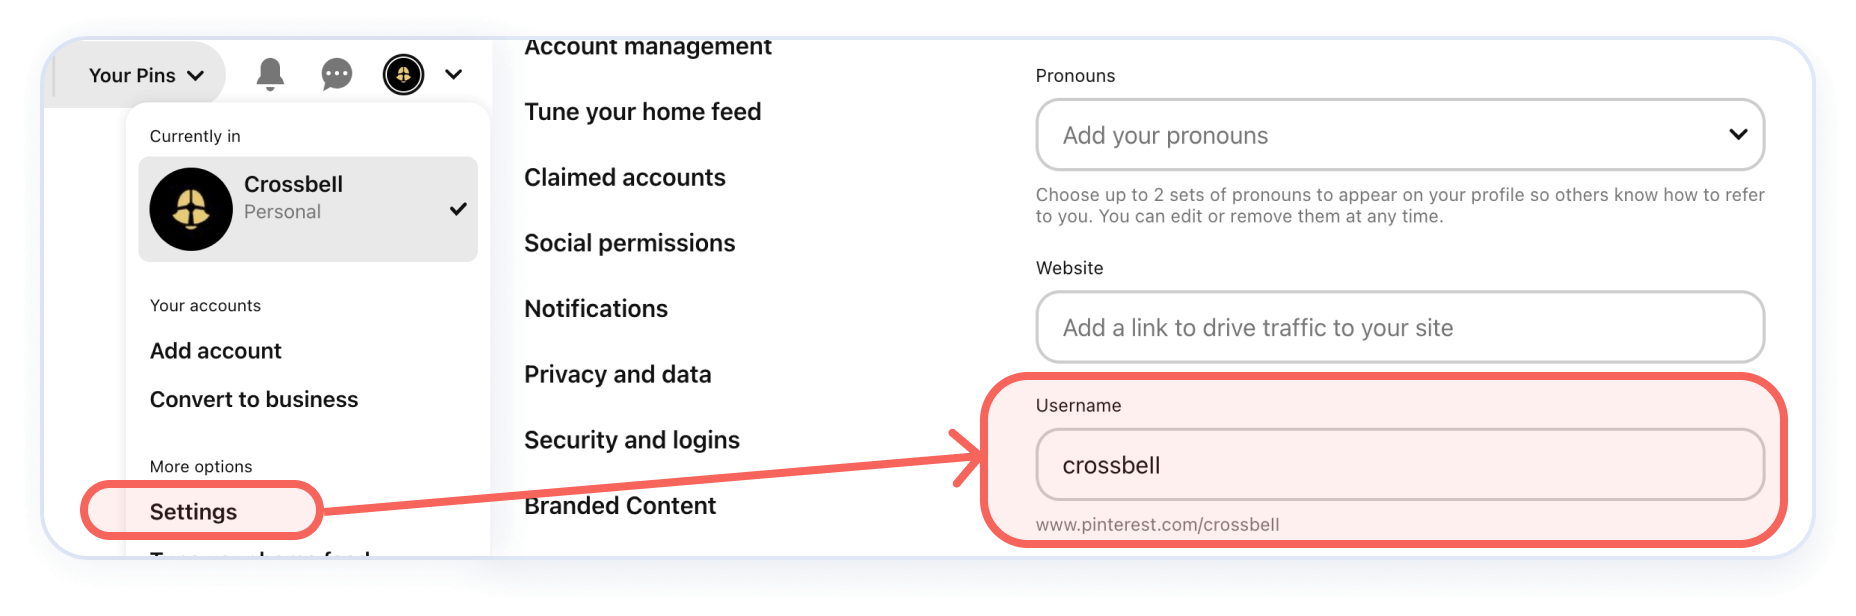 Your Pins
Currently in
Crossbell
Personal
Your accounts
Add account
Convert to business
More options
Settings
Tune your home feed
Account management
Tune your home feed
Claimed accounts
Social permissions
Notifications
Privacy and data
Security and logins
Branded Content
Pronouns
Add your pronouns
Choose up to 2 sets of pronouns to appear on your profile so others know how to refer
to you. You can edit or remove them at any time.
Website
Add a link to drive traffic to your site
Username
crossbell
www.pinterest.com/crossbell